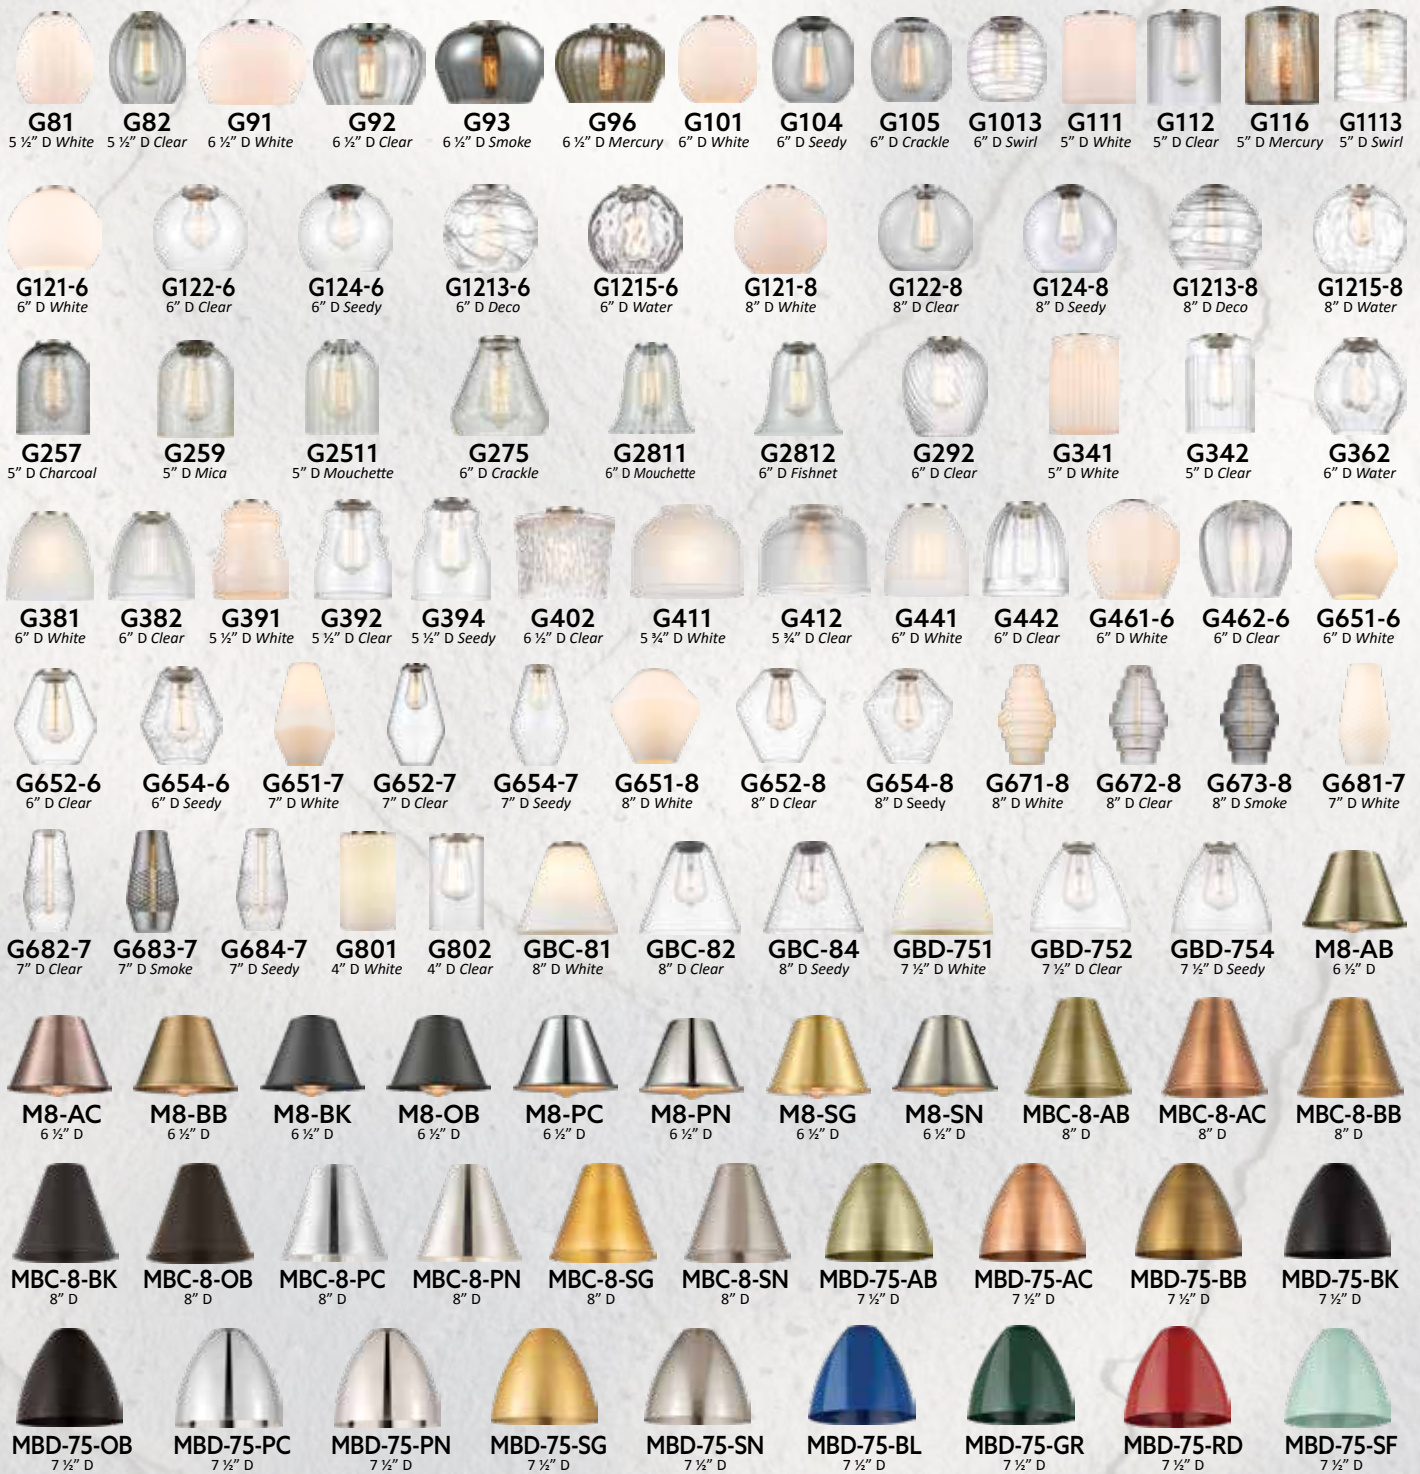 G81 G82 G91 G92 G93 G96 G101 G104 G105 G1013 G111 G112 G116 G1113
5 ½” D White 5 ½” D Clear 6 ½” D White 6 ½” D Clear 6 ½” D Smoke 6 ½” D Mercury 6” D White 6” D Seedy 6” D Crackle 6” D Swirl 5” D White 5” D Clear 5” D Mercury 5” D Swirl
G121-6 G122-6 G124-6 G1213-6 G1215-6 G121-8 G122-8 G124-8 G1213-8 G1215-8
6” D White 6” D Clear 6” D Seedy 6” D Deco 6” D Water 8” D White 8” D Clear 8” D Seedy 8” D Deco 8” D Water
G257 G259 G2511 G275 G2811 G2812 G292 G341 G342 G362
5” D Charcoal 5” D Mica 5” D Mouchette 6” D Crackle 6” D Mouchette 6” D Fishnet 6” D Clear 5” D White 5” D Clear 6” D Water
G381 G382 G391 G392 G394 G402 G411 G412 G441 G442 G461-6 G462-6 G651-6
6” D White 6” D Clear 5 ½” D White 5 ½” D Clear 5 ½” D Seedy 6 ½” D Clear 5 ¾” D White 5 ¾” D Clear 6” D White 6” D Clear 6” D White 6” D Clear 6” D White
G652-6 G654-6 G651-7 G652-7 G654-7 G651-8 G652-8 G654-8 G671-8 G672-8 G673-8 G681-7
6” D Clear 6” D Seedy 7” D White 7” D Clear 7” D Seedy 8” D White 8” D Clear 8” D Seedy 8” D White 8” D Clear 8” D Smoke 7” D White
G682-7 G683-7 G684-7 G801 G802 GBC-81 GBC-82 GBC-84 GBD-751 GBD-752 GBD-754 M8-AB
7” D Clear 7” D Smoke 7” D Seedy 4” D White 4” D Clear 8” D White 8” D Clear 8” D Seedy 7 ½” D White 7 ½” D Clear 7 ½” D Seedy 6 ½” D
M8-AC M8-BB M8-BK M8-OB M8-PC M8-PN M8-SG M8-SN MBC-8-AB MBC-8-AC MBC-8-BB
6 ½” D 6 ½” D 6 ½” D 6 ½” D 6 ½” D 6 ½” D 6 ½” D 6 ½” D 8” D 8” D 8” D
MBC-8-BK MBC-8-OB MBC-8-PC MBC-8-PN MBC-8-SG MBC-8-SN MBD-75-AB MBD-75-AC MBD-75-BB MBD-75-BK
8” D 8” D 8” D 8” D 8” D 8” D 7 ½” D 7 ½” D 7 ½” D 7 ½” D
MBD-75-OB MBD-75-PC MBD-75-PN MBD-75-SG MBD-75-SN MBD-75-BL MBD-75-GR MBD-75-RD MBD-75-SF
7 ½” D 7 ½” D 7 ½” D 7 ½” D 7 ½” D 7 ½” D 7 ½” D 7 ½” D 7 ½” D